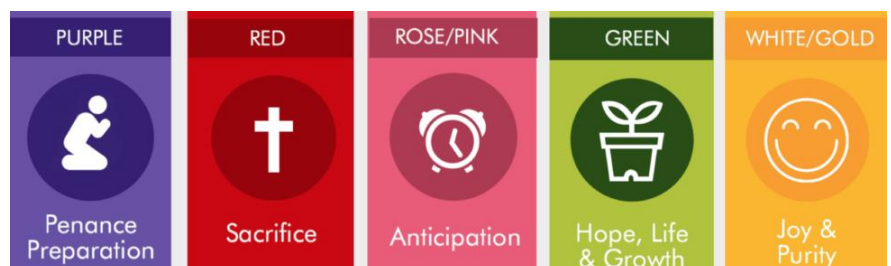 PURPLE
Penance
Preparation
RED
Sacrifice
ROSE/PINK
Anticipation
GREEN
Hope, Life
& Growth
WHITE/GOLD
Joy &
Purity